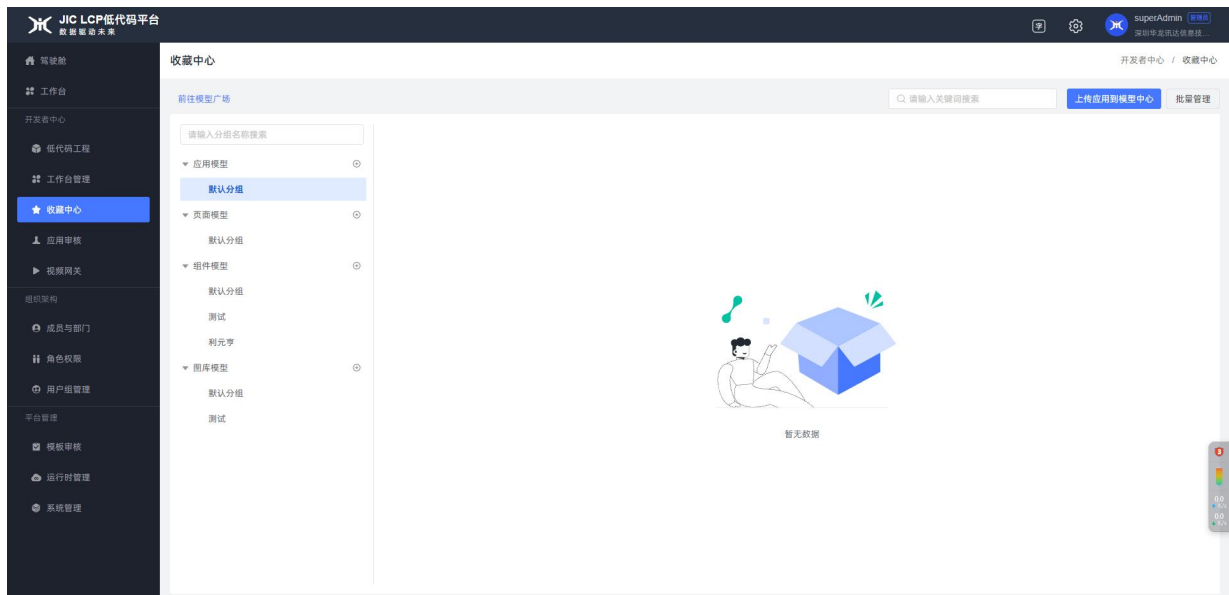 JIC LCP低代码平台
数据驱动未来
字
superAdmin 管理员
深圳华龙讯达信息技...
驾驶舱
收藏中心
开发者中心 / 收藏中心
工作台
前往模型广场
请输入关键词搜索
上传应用到模型中心
批量管理
开发者中心
低代码工程
工作台管理
收藏中心
应用审核
视频网关
组织架构
成员与部门
角色权限
用户组管理
平台管理
模板审核
运行时管理
系统管理
请输入分组名称搜索
应用模型
默认分组
页面模型
默认分组
组件模型
默认分组
测试
利元亨
图库模型
默认分组
测试
暂无数据
0.0
0.0